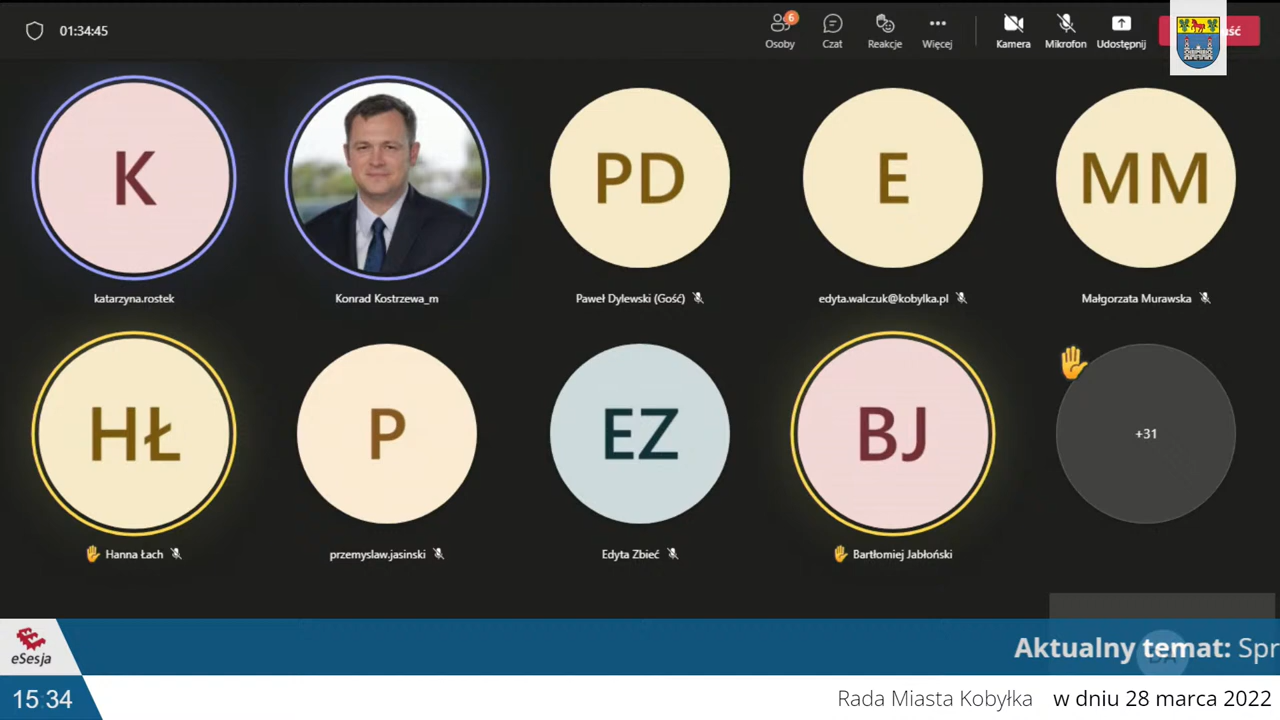 01:34:45
6
Osoby
Czat
Reakcje
Więcej
Kamera
Mikrofon
Udostępnij
ść
K
katarzyna.rostek
Konrad Kostrzewa_m
PD
Paweł Dylewski (Gość)
E
edyta.walczuk@kobylka.pl
MM
Małgorzata Murawska
HŁ
Hanna Łach
P
przemyslaw.jasinski
EZ
Edyta Zbieć
BJ
Bartłomiej Jabłoński
+31
eSesja
Aktualny temat: Spr
15:34
Rada Miasta Kobyłka w dniu 28 marca 2022